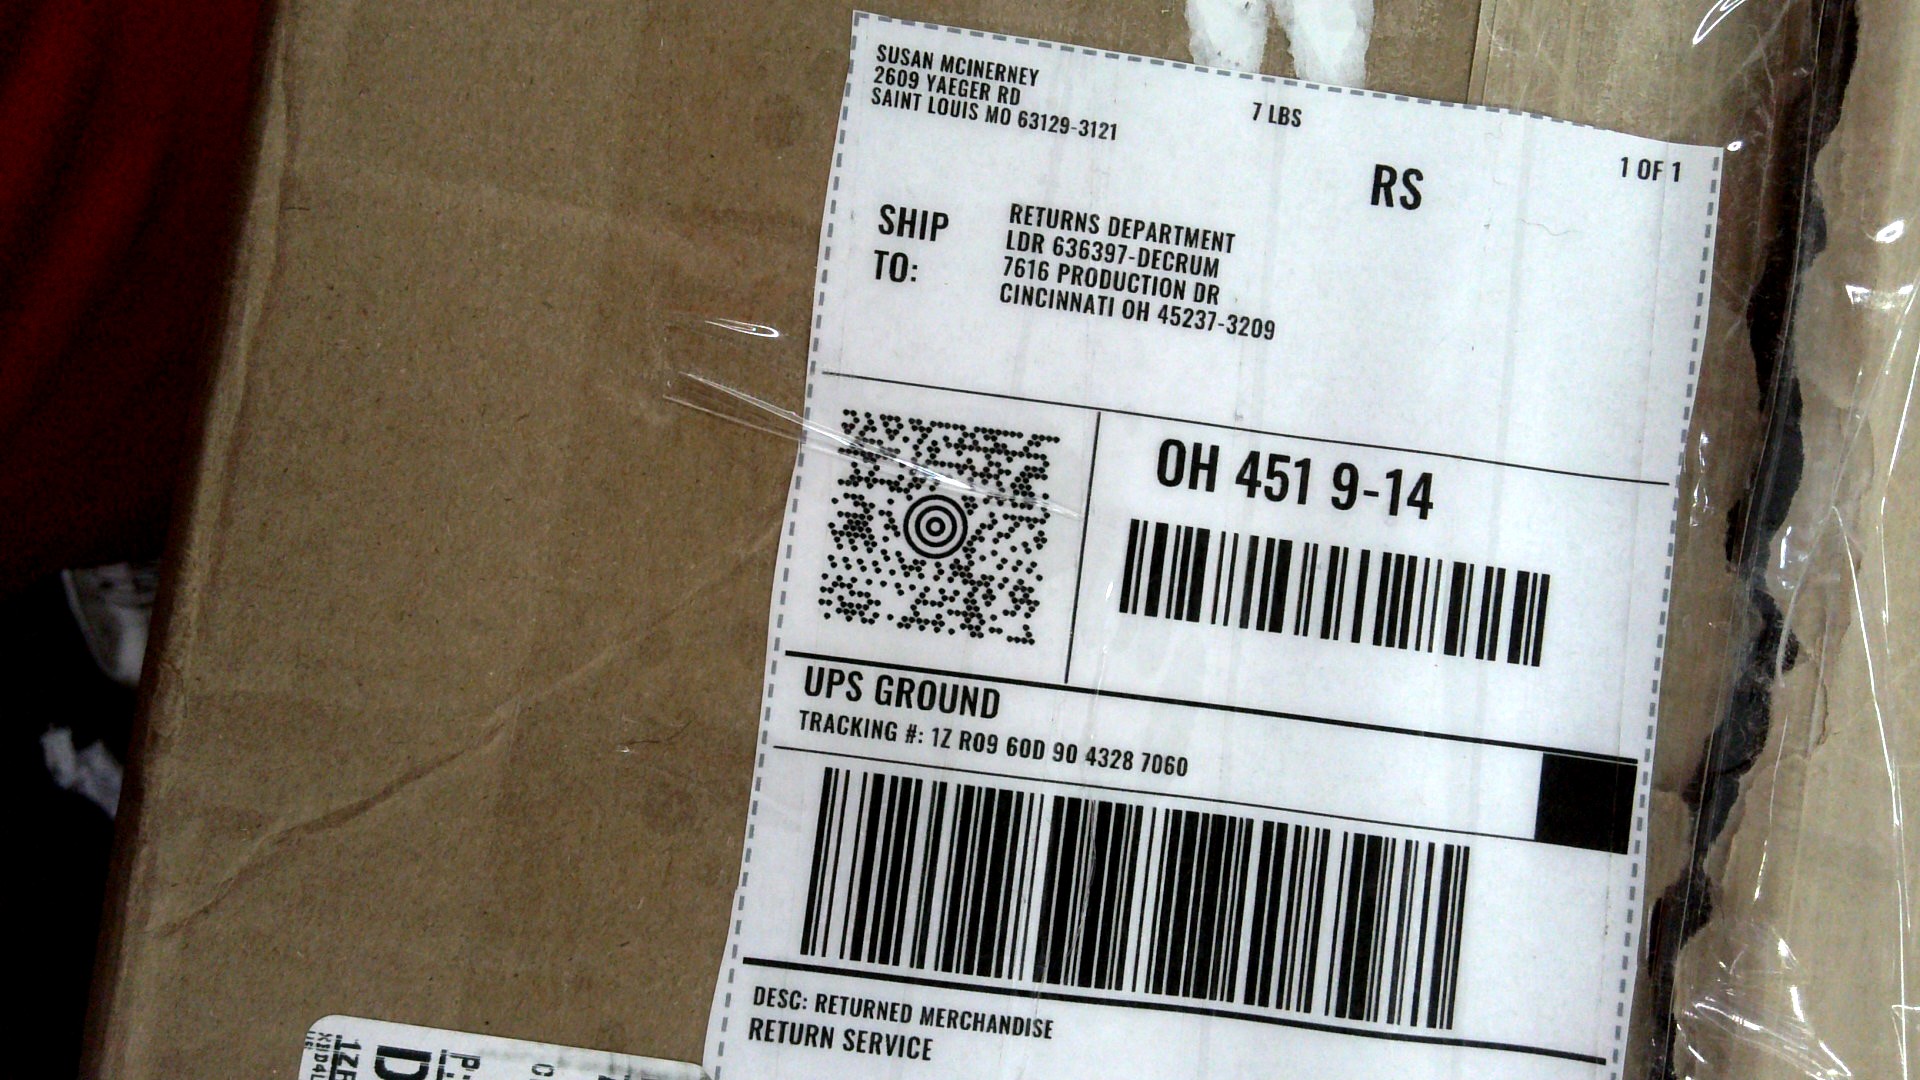 SUSAN MCINERNEY
2609 YAEGER RD
SAINT LOUIS MO 63129-3121
7 LBS
1 OF 1
RS
SHIP TO:
RETURNS DEPARTMENT
LDR 636397-DECRUM
7616 PRODUCTION DR
CINCINNATI OH 45237-3209
OH 451 9-14
UPS GROUND
TRACKING #: 1Z R09 60D 90 4328 7060
DESC: RETURNED MERCHANDISE
RETURN SERVICE